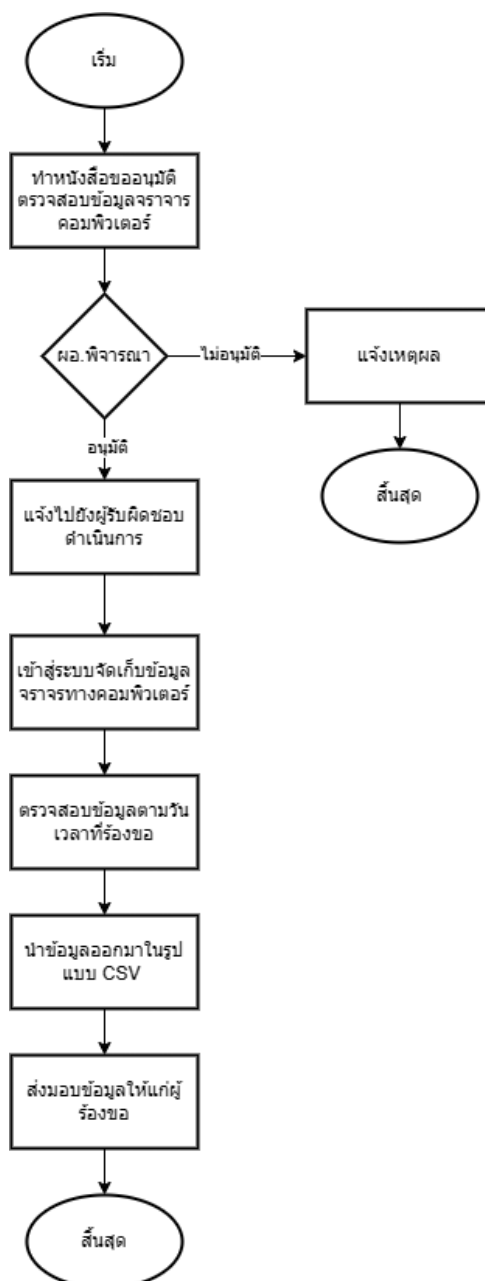 เริ่ม
ทำหนังสือขออนุมัติ
ตรวจสอบข้อมูลจราจาร
คอมพิวเตอร์
ผอ.พิจารณา
ไม่อนุมัติ
แจ้งเหตุผล
อนุมัติ
สิ้นสุด
แจ้งไปยังผู้รับผิดชอบ
ดำเนินการ
เข้าสู่ระบบจัดเก็บข้อมูล
จราจรทางคอมพิวเตอร์
ตรวจสอบข้อมูลตามวัน
เวลาที่ร้องขอ
นำข้อมูลออกมาในรูป
แบบ CSV
ส่งมอบข้อมูลให้แก่ผู้
ร้องขอ
สิ้นสุด